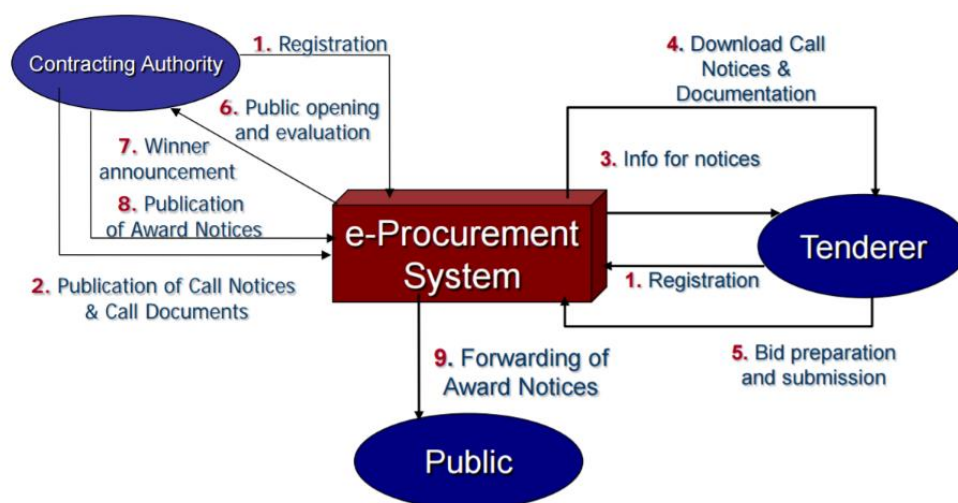 Contracting Authority
1. Registration
6. Public opening
and evaluation
7. Winner
announcement
8. Publication
of Award Notices
2. Publication of Call Notices
& Call Documents
e-Procurement
System
4. Download Call
Notices &
Documentation
3. Info for notices
Tenderer
1. Registration
5. Bid preparation
and submission
9. Forwarding of
Award Notices
Public